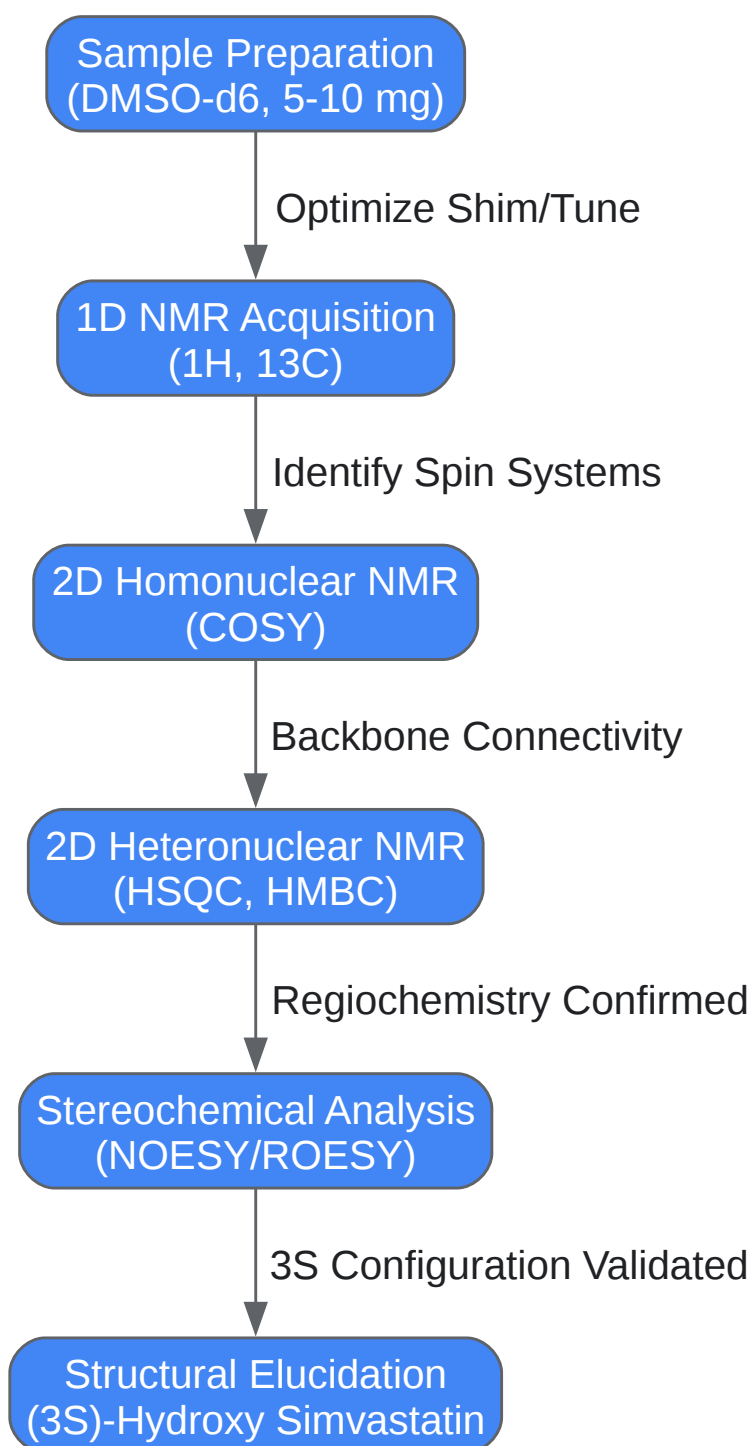 Sample Preparation
(DMSO-d6, 5-10 mg)
Optimize Shim/Tune
1D NMR Acquisition
(1H, 13C)
Identify Spin Systems
2D Homonuclear NMR
(COSY)
Backbone Connectivity
2D Heteronuclear NMR
(HSQC, HMBC)
Regiochemistry Confirmed
Stereochemical Analysis
(NOESY/ROESY)
3S Configuration Validated
Structural Elucidation
(3S)-Hydroxy Simvastatin